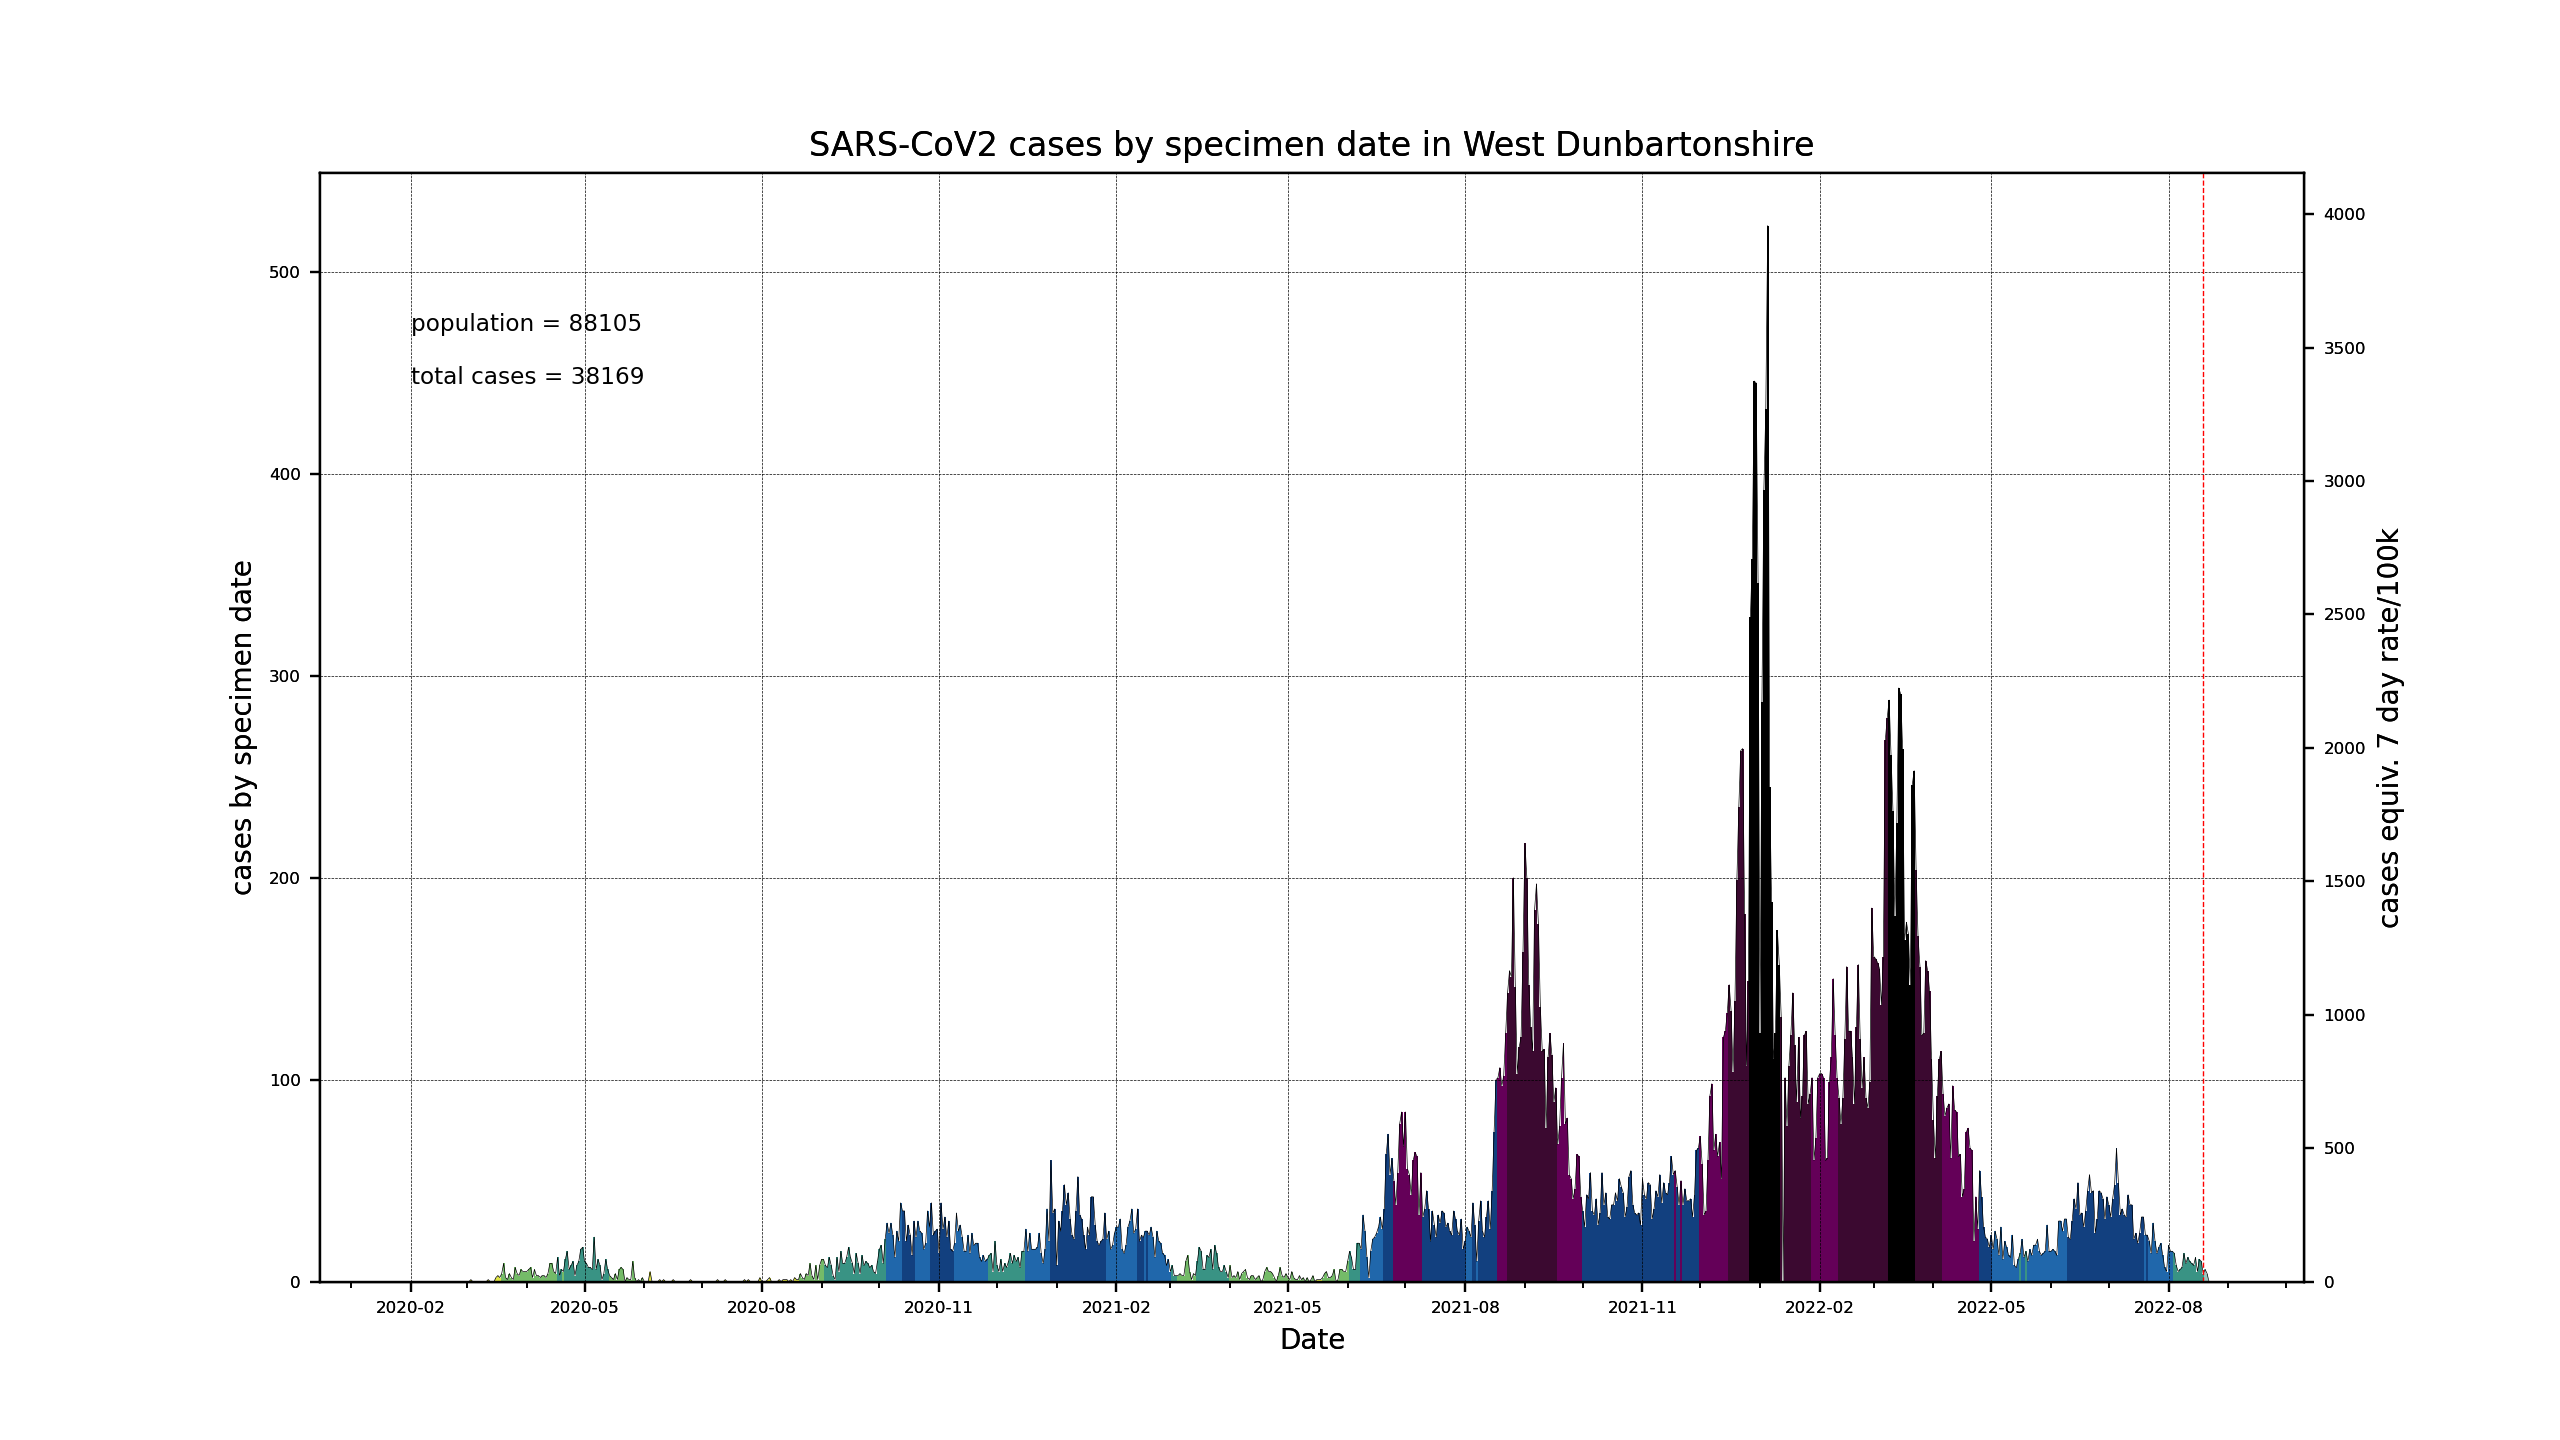 SARS-CoV2 cases by specimen date in West Dunbartonshire
population = 88105
total cases = 38169
cases by specimen date
500
400
300
200
100
0
4000
3500
3000
2500
2000
1500
1000
500
0
cases equiv. 7 day rate/100k
2020-02 2020-05 2020-08 2020-11 2021-02 2021-05 2021-08 2021-11 2022-02 2022-05 2022-08
Date